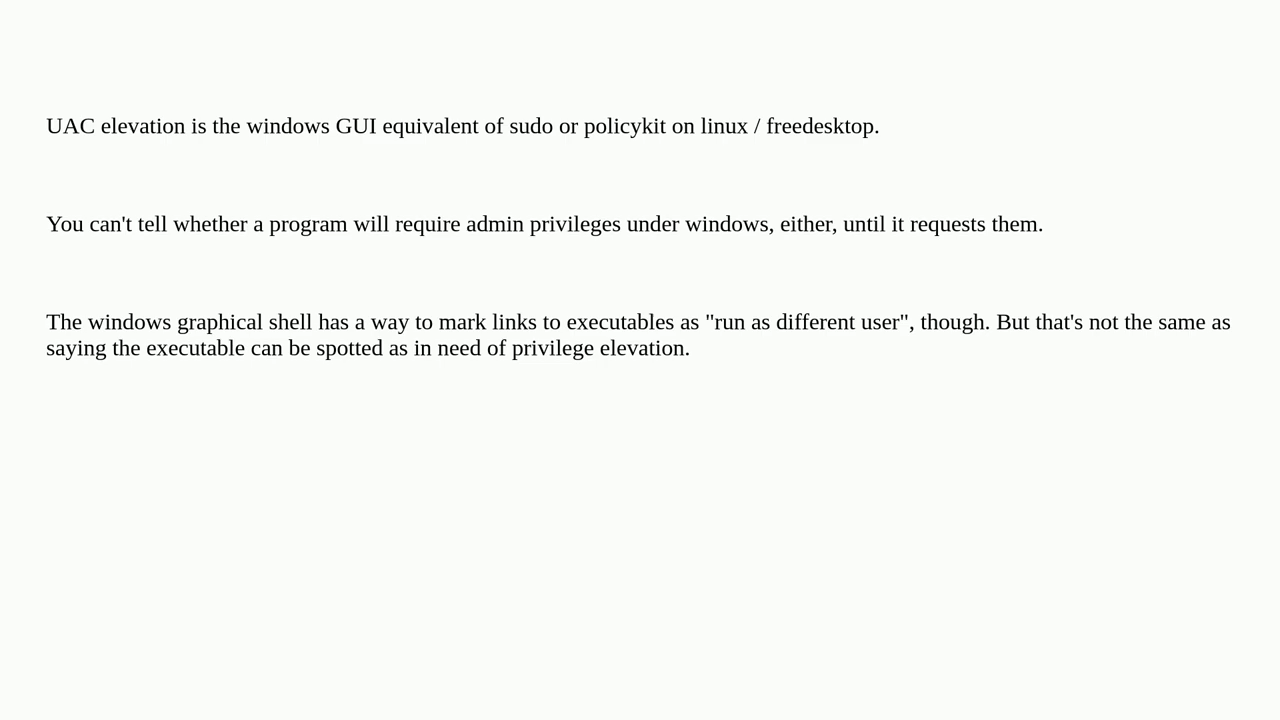 UAC elevation is the windows GUI equivalent of sudo or policykit on linux / freedesktop.
You can't tell whether a program will require admin privileges under windows, either, until it requests them.
The windows graphical shell has a way to mark links to executables as "run as different user", though. But that's not the same as
saying the executable can be spotted as in need of privilege elevation.